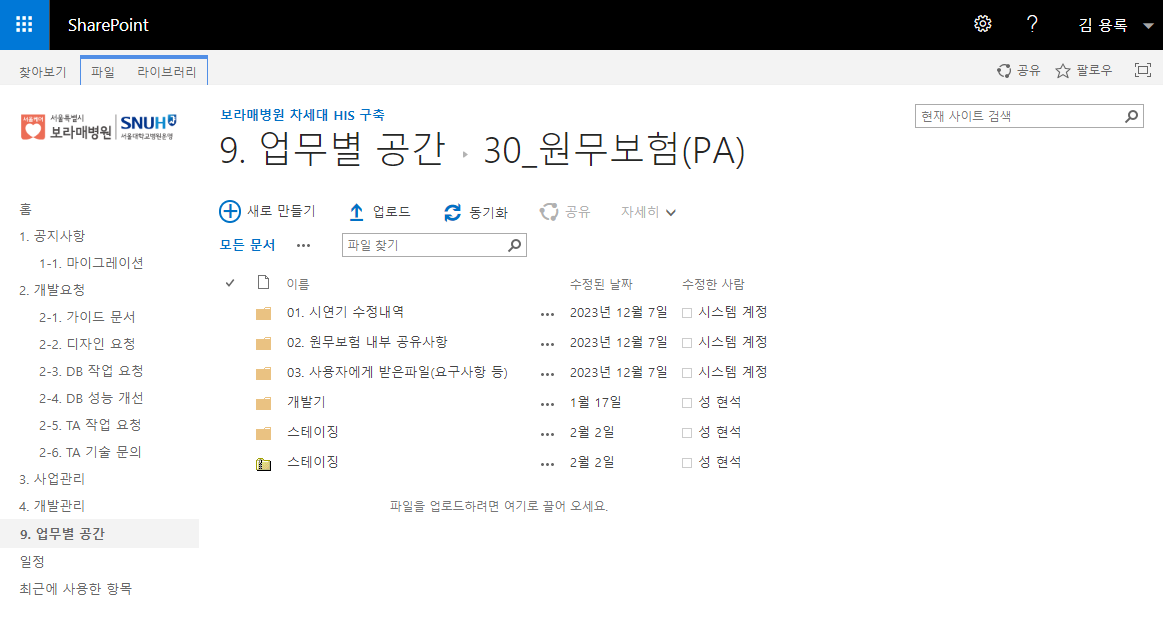 SharePoint
?
김 용록
찾아보기 파일 라이브러리
공유 팔로우
서울케어 서울특별시 보라매병원 SNUH 서울대학교병원운영
보라매병원 차세대 HIS 구축
현재 사이트 검색
9. 업무별 공간 ▸ 30_원무보험(PA)
새로 만들기 업로드 동기화 공유 자세히
모든 문서 ••• 파일 찾기
✓ 이름 수정된 날짜 수정한 사람
01. 시연기 수정내역 ••• 2023년 12월 7일 시스템 계정
02. 원무보험 내부 공유사항 ••• 2023년 12월 7일 시스템 계정
03. 사용자에게 받은파일(요구사항 등) ••• 2023년 12월 7일 시스템 계정
개발기 ••• 1월 17일 성 현석
스테이징 ••• 2월 2일 성 현석
스테이징 ••• 2월 2일 성 현석
파일을 업로드하려면 여기로 끌어 오세요.
홈
1. 공지사항
1-1. 마이그레이션
2. 개발요청
2-1. 가이드 문서
2-2. 디자인 요청
2-3. DB 작업 요청
2-4. DB 성능 개선
2-5. TA 작업 요청
2-6. TA 기술 문의
3. 사업관리
4. 개발관리
9. 업무별 공간
일정
최근에 사용한 항목